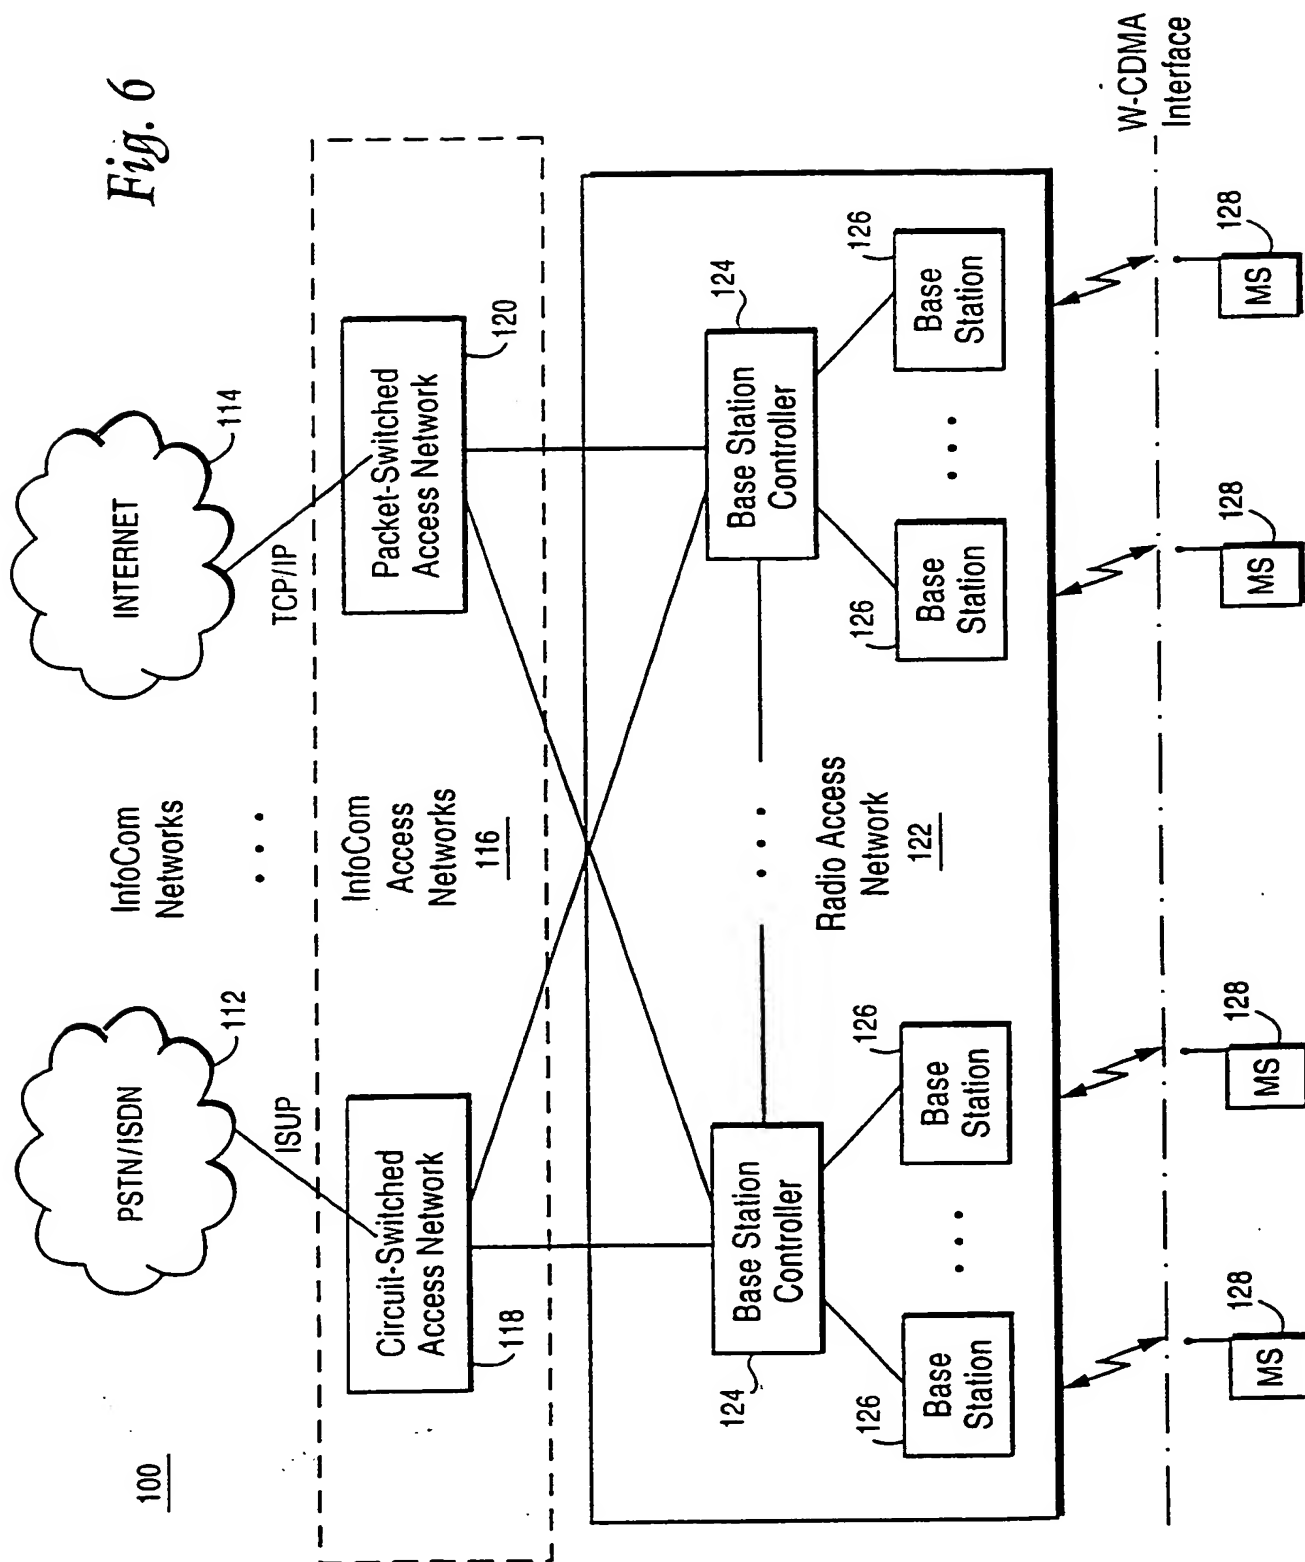 Fig. 6
100
PSTN/ISDN
112
InfoCom
Networks
• • •
INTERNET
114
ISUP
TCP/IP
Circuit-Switched
Access Network
118
InfoCom
Access
Networks
116
Packet-Switched
Access Network
120
Base Station
Controller
124
• • •
Base Station
Controller
124
Radio Access
Network
122
126
Base
Station
• • •
126
Base
Station
126
Base
Station
• • •
126
Base
Station
W-CDMA
Interface
MS
128
MS
128
MS
128
MS
128